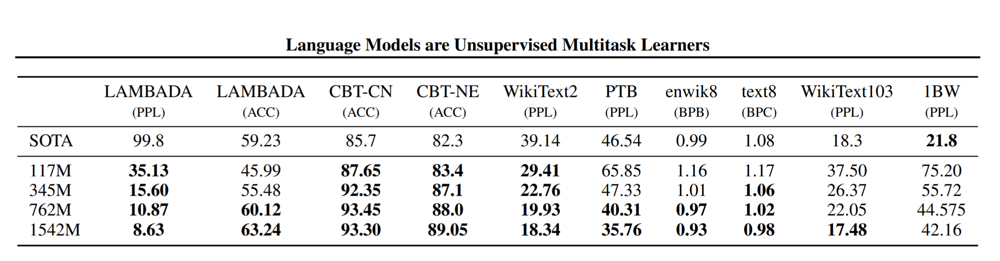 Language Models are Unsupervised Multitask Learners
LAMBADA LAMBADA CBT-CN CBT-NE WikiText2 PTB enwik8 text8 WikiText103 1BW
(PPL) (ACC) (ACC) (ACC) (PPL) (PPL) (BPB) (BPC) (PPL) (PPL)
SOTA 99.8 59.23 85.7 82.3 39.14 46.54 0.99 1.08 18.3 21.8
117M 35.13 45.99 87.65 83.4 29.41 65.85 1.16 1.17 37.50 75.20
345M 15.60 55.48 92.35 87.1 22.76 47.33 1.01 1.06 26.37 55.72
762M 10.87 60.12 93.45 88.0 19.93 40.31 0.97 1.02 22.05 44.575
1542M 8.63 63.24 93.30 89.05 18.34 35.76 0.93 0.98 17.48 42.16